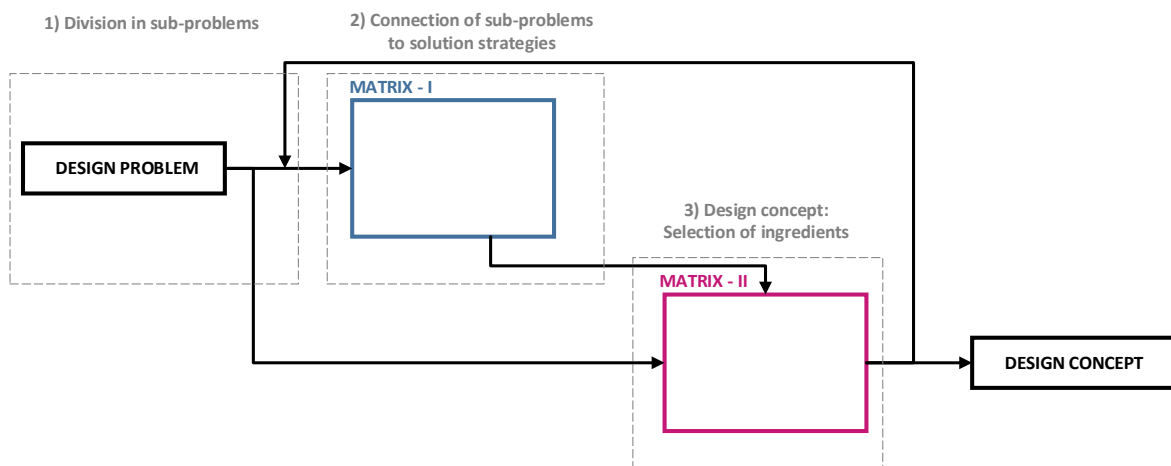 1) Division in sub-problems
2) Connection of sub-problems
to solution strategies
MATRIX - I
DESIGN PROBLEM
3) Design concept:
Selection of ingredients
MATRIX - II
DESIGN CONCEPT